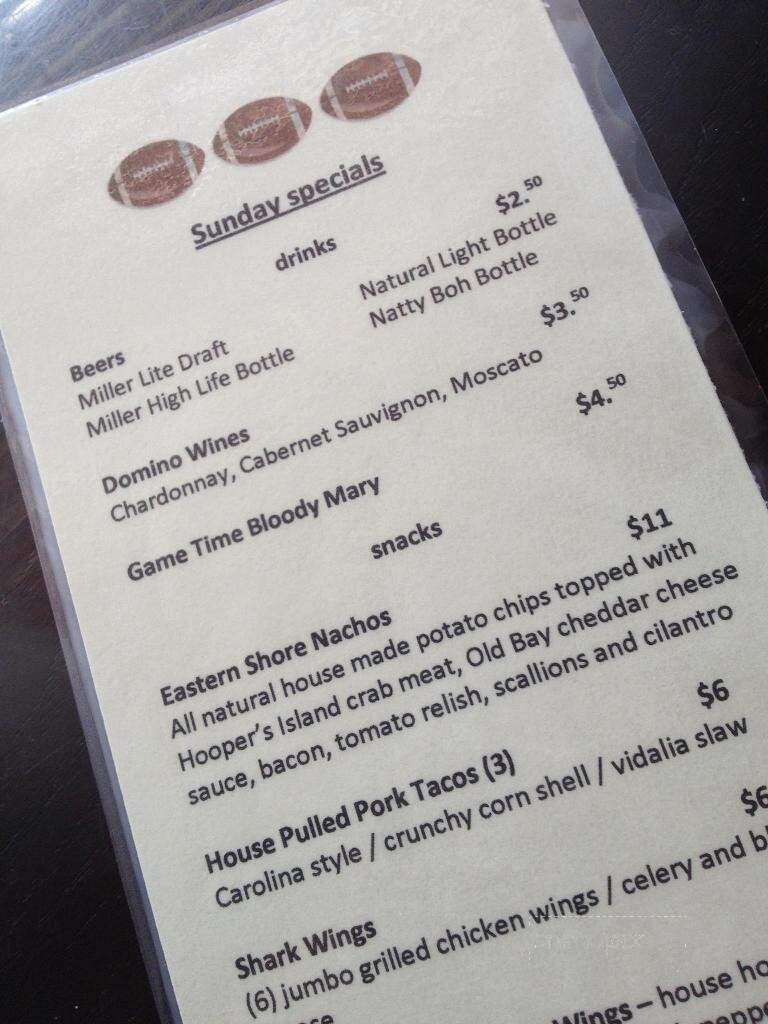 Sunday specials
drinks
Beers $2.50
Miller Lite Draft Natural Light Bottle
Miller High Life Bottle Natty Boh Bottle
Domino Wines $3.50
Chardonnay, Cabernet Sauvignon, Moscato
Game Time Bloody Mary $4.50
snacks
Eastern Shore Nachos $11
All natural house made potato chips topped with
Hooper's Island crab meat, Old Bay cheddar cheese
sauce, bacon, tomato relish, scallions and cilantro
House Pulled Pork Tacos (3) $6
Carolina style / crunchy corn shell / vidalia slaw
Shark Wings $6
(6) jumbo grilled chicken wings / celery and
Wings – house